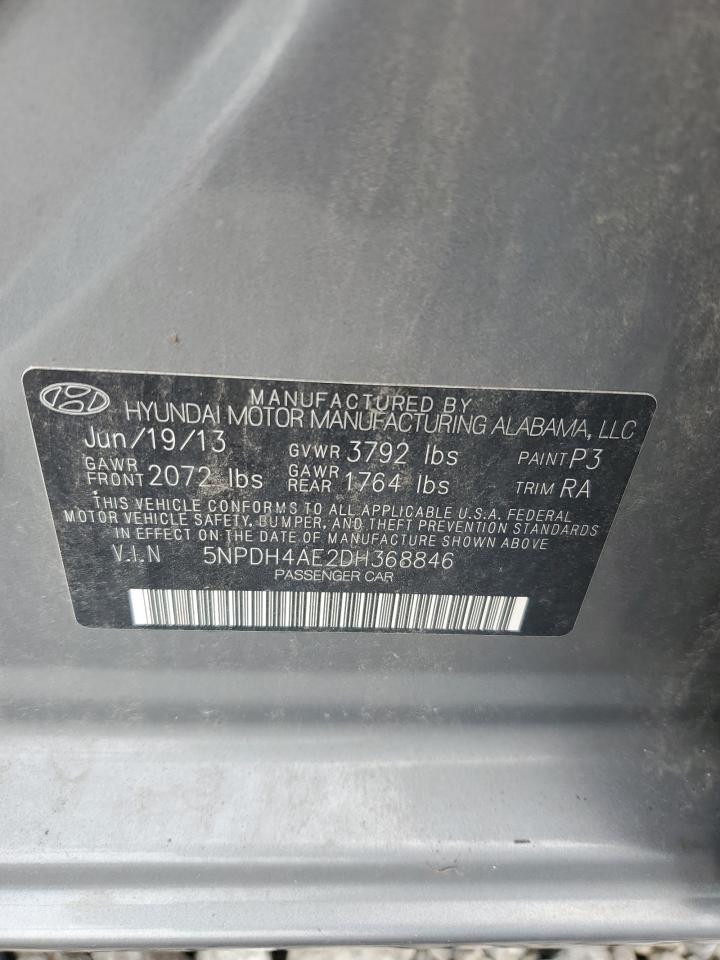 MANUFACTURED BY
HYUNDAI MOTOR MANUFACTURING ALABAMA, LLC
Jun/19/13 GVWR 3792 lbs PAINT P3
GAWR FRONT 2072 lbs GAWR REAR 1764 lbs TRIM RA
THIS VEHICLE CONFORMS TO ALL APPLICABLE U.S.A. FEDERAL
MOTOR VEHICLE SAFETY, BUMPER, AND THEFT PREVENTION STANDARDS
IN EFFECT ON THE DATE OF MANUFACTURE SHOWN ABOVE
V.I.N 5NPDH4AE2DH368846
PASSENGER CAR